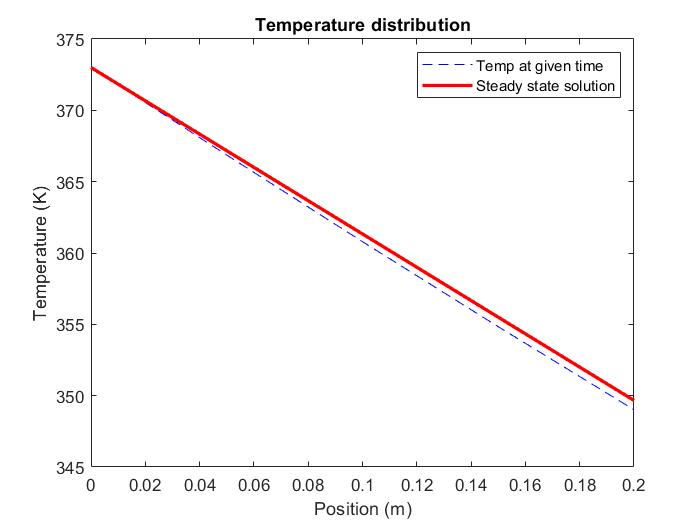 Temperature distribution
Temp at given time
Steady state solution
Temperature (K)
375
370
365
360
355
350
345
0 0.02 0.04 0.06 0.08 0.1 0.12 0.14 0.16 0.18 0.2
Position (m)